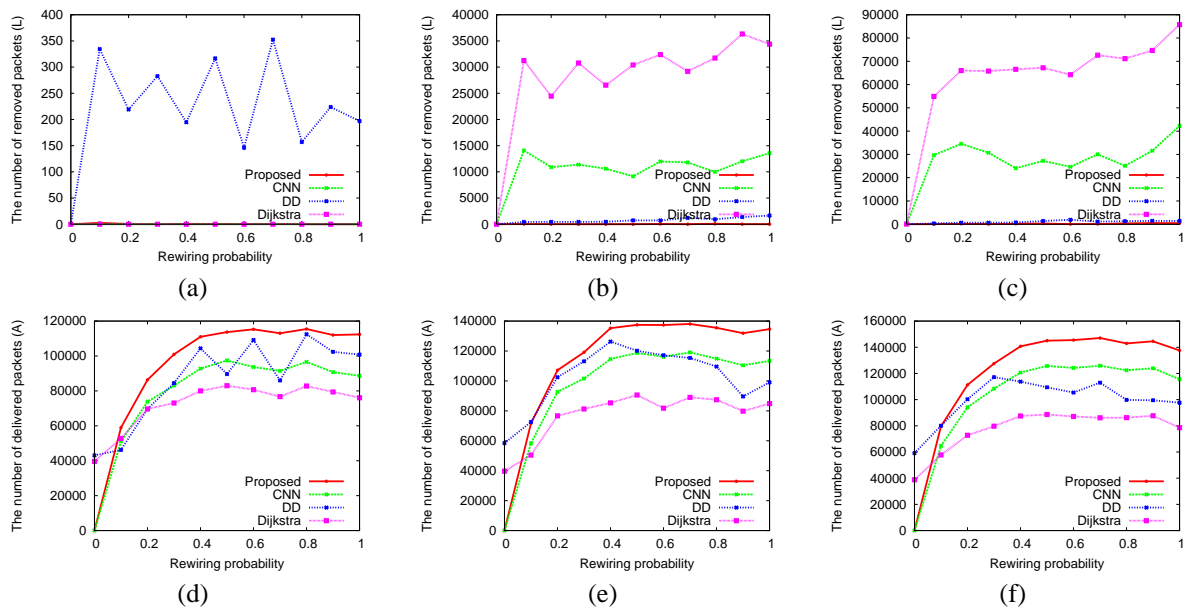 The number of removed packets (L)
400
350
300
250
200
150
100
50
0
Proposed
CNN
DD
Dijkstra
0 0.2 0.4 0.6 0.8 1
Rewiring probability
(a)
The number of removed packets (L)
40000
35000
30000
25000
20000
15000
10000
5000
0
Proposed
CNN
DD
Dijkstra
0 0.2 0.4 0.6 0.8 1
Rewiring probability
(b)
The number of removed packets (L)
90000
80000
70000
60000
50000
40000
30000
20000
10000
0
Proposed
CNN
DD
Dijkstra
0 0.2 0.4 0.6 0.8 1
Rewiring probability
(c)
The number of delivered packets (A)
120000
100000
80000
60000
40000
20000
0
Proposed
CNN
DD
Dijkstra
0 0.2 0.4 0.6 0.8 1
Rewiring probability
(d)
The number of delivered packets (A)
140000
120000
100000
80000
60000
40000
20000
0
Proposed
CNN
DD
Dijkstra
0 0.2 0.4 0.6 0.8 1
Rewiring probability
(e)
The number of delivered packets (A)
160000
140000
120000
100000
80000
60000
40000
20000
0
Proposed
CNN
DD
Dijkstra
0 0.2 0.4 0.6 0.8 1
Rewiring probability
(f)